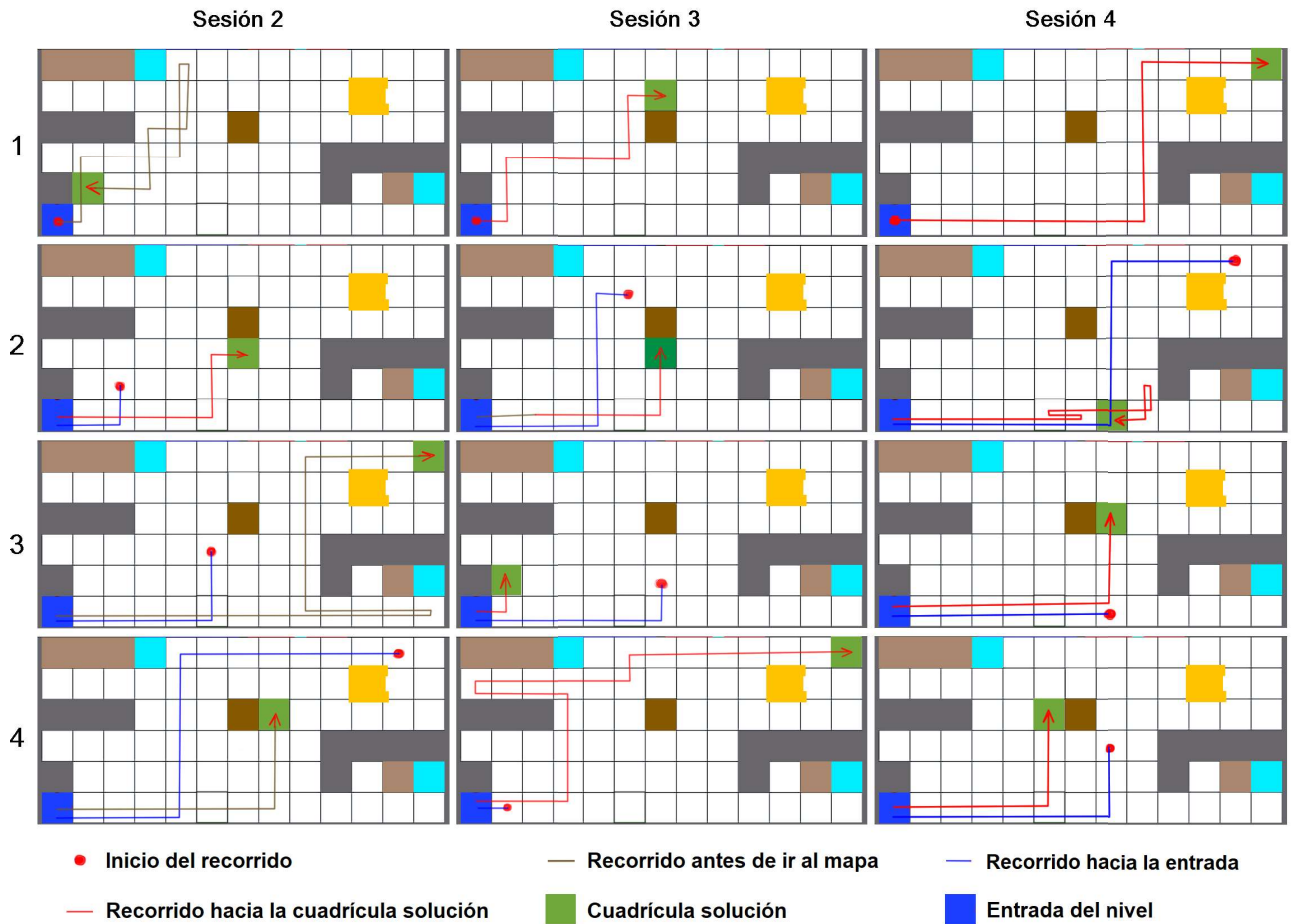 Sesión 2 Sesión 3 Sesión 4
1
2
3
4
Inicio del recorrido Recorrido antes de ir al mapa Recorrido hacia la entrada
Recorrido hacia la cuadrícula solución Cuadrícula solución Entrada del nivel